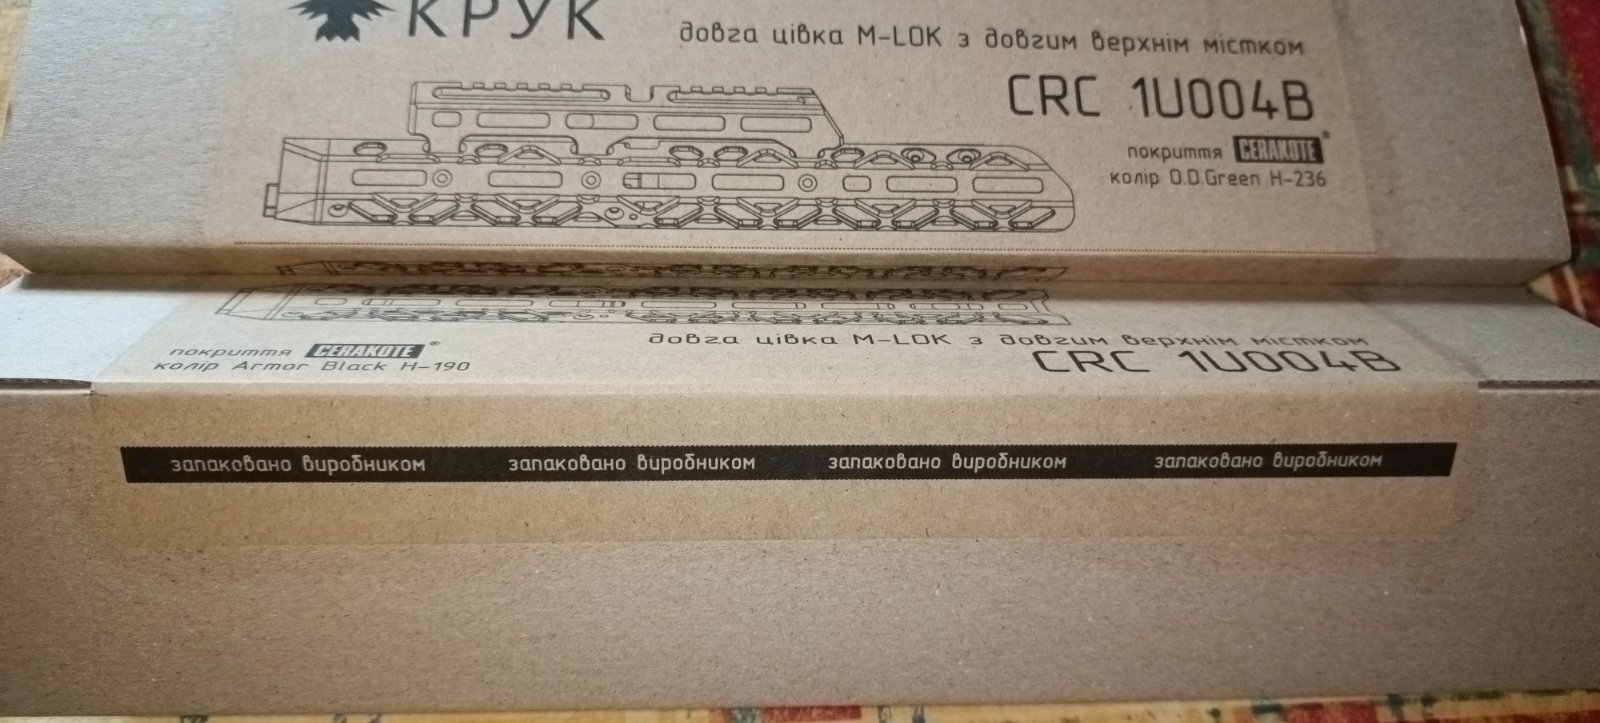 КРУК
довга цівка M-LOK з довгим верхнім містком
CRC 1U004B
покриття CERAKOTE®
колір O.D.Green H-236
довга цівка M-LOK з довгим верхнім містком
CRC 1U004B
покриття CERAKOTE®
колір Armor Black H-190
запаковано виробником запаковано виробником запаковано виробником запаковано виробником